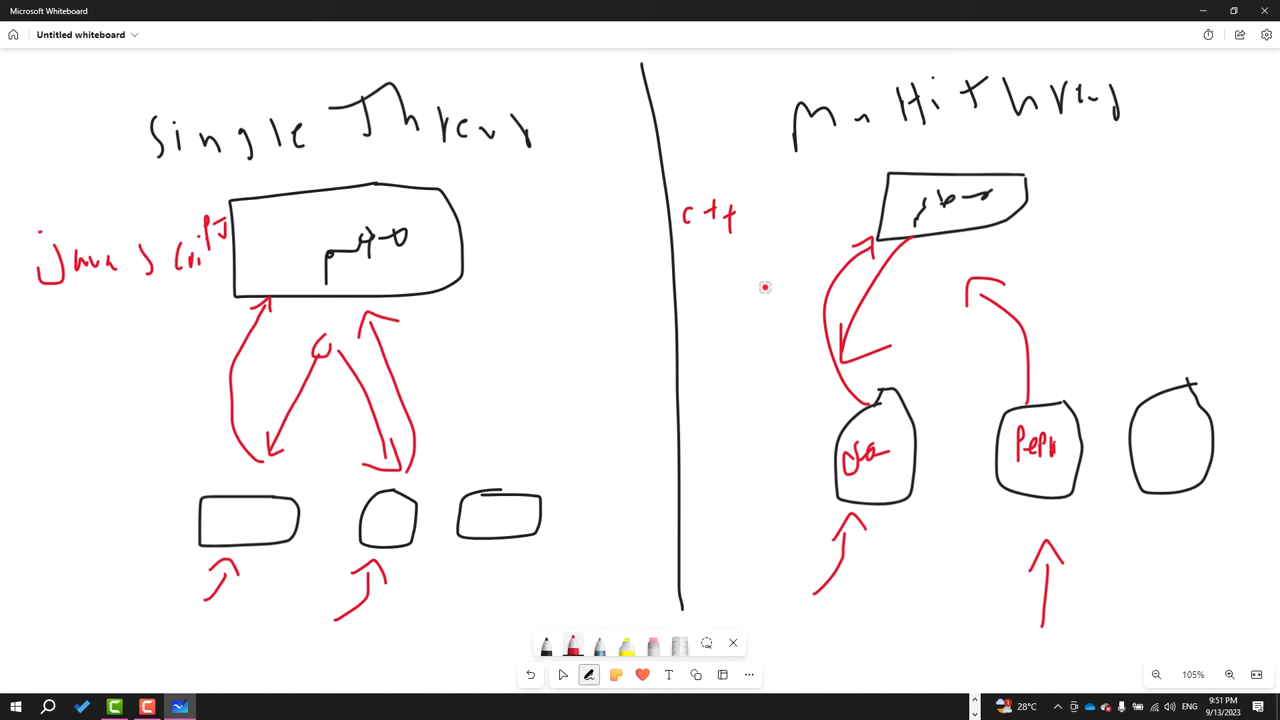 Microsoft Whiteboard
Untitled whiteboard
Single Thread
Multithread
javascript
c++
Pepsi
105%
28°C
ENG
9:51 PM
9/13/2023